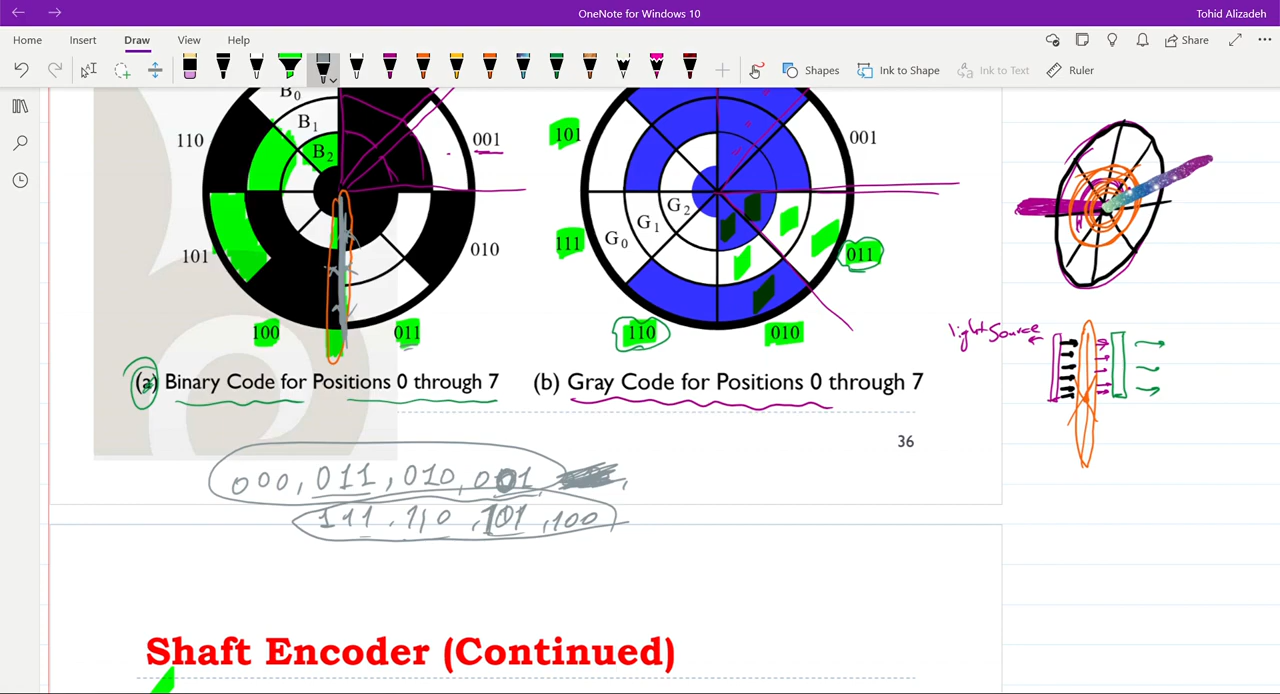 OneNote for Windows 10
Tohid Alizadeh
Home Insert Draw View Help
Share
Shapes
Ink to Shape
Ink to Text
Ruler
B0
B1
B2
110
001
101
010
100
011
101
001
G2
G1
G0
111
011
110
010
light Source
(a) Binary Code for Positions 0 through 7
(b) Gray Code for Positions 0 through 7
36
000, 011, 010, 001,
111, 110, 101, 100
Shaft Encoder (Continued)